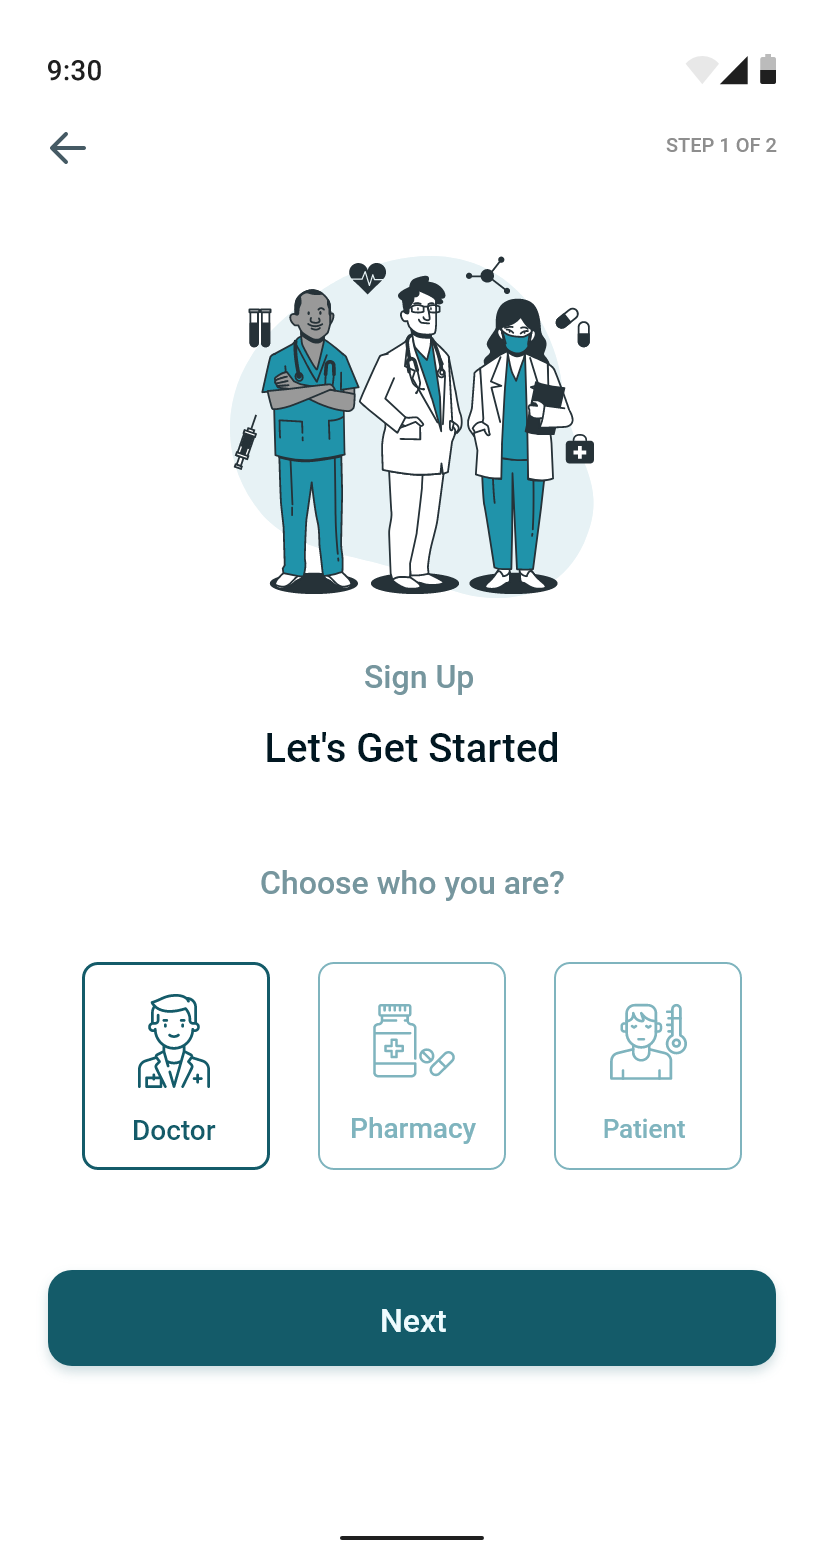 9:30
STEP 1 OF 2
Sign Up
Let's Get Started
Choose who you are?
Doctor
Pharmacy
Patient
Next